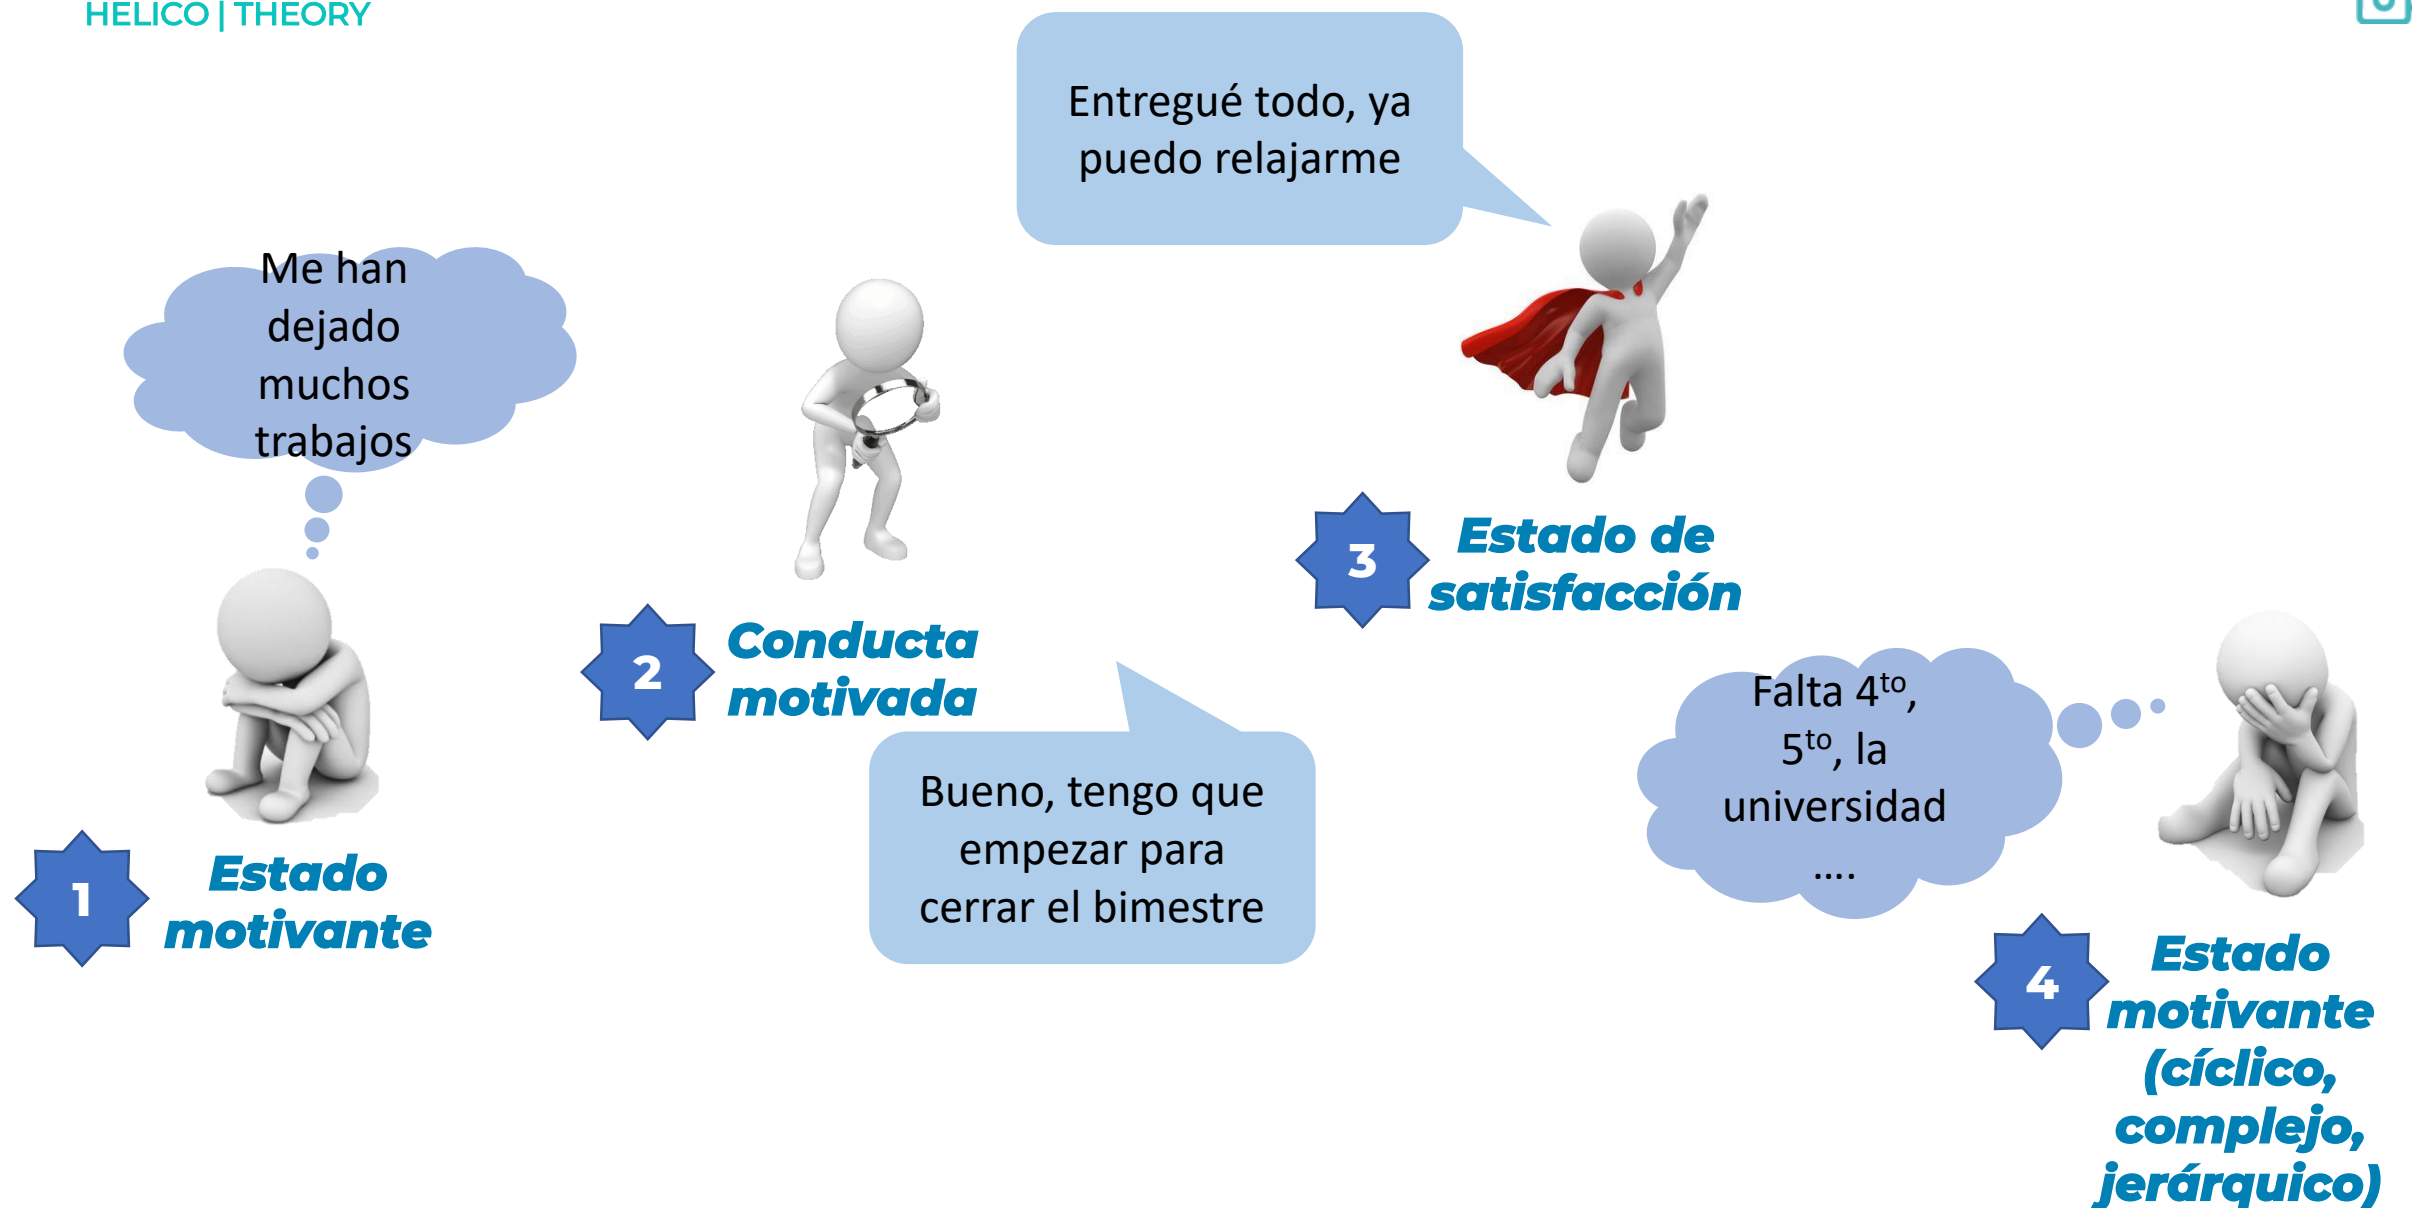 HELICO | THEORY
Me han
dejado
muchos
trabajos
1
Estado
motivante
2
Conducta
motivada
Bueno, tengo que
empezar para
cerrar el bimestre
Entregué todo, ya
puedo relajarme
3
Estado de
satisfacción
Falta 4to,
5to, la
universidad
....
4
Estado
motivante
(cíclico,
complejo,
jerárquico)